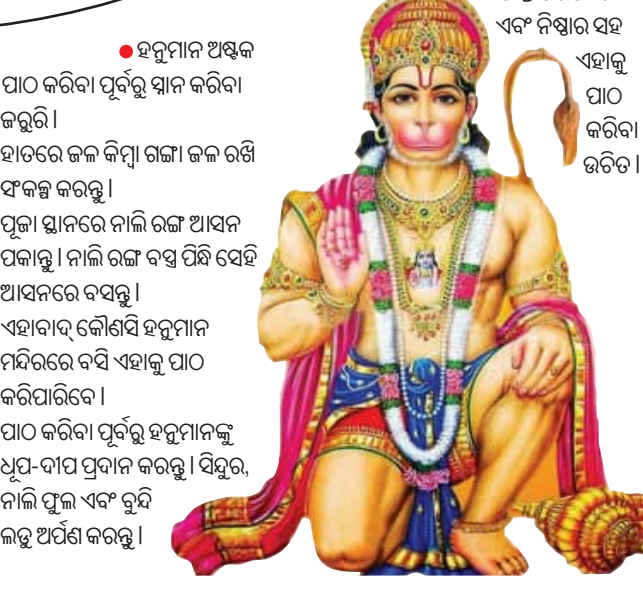 ● ହନୁମାନ ଅଷ୍ଟକ
ପାଠ କରିବା ପୂର୍ବରୁ ସ୍ନାନ କରିବା
ଜରୁରି ।
ହାତରେ ଜଳ କିମ୍ବା ଗଙ୍ଗା ଜଳ ରଖି
ସଂକଳ୍ପ କରନ୍ତୁ ।
ପୂଜା ସ୍ଥାନରେ ନାଲି ରଙ୍ଗ ଆସନ
ପକାନ୍ତୁ । ନାଲି ରଙ୍ଗ ବସ୍ତ୍ର ପିନ୍ଧି ସେହି
ଆସନରେ ବସନ୍ତୁ ।
ଏହାବାଦ୍ କୌଣସି ହନୁମାନ
ମନ୍ଦିରରେ ବସି ଏହାକୁ ପାଠ
କରିପାରିବେ ।
ପାଠ କରିବା ପୂର୍ବରୁ ହନୁମାନଙ୍କୁ
ଧୂପ-ଦୀପ ପ୍ରଦାନ କରନ୍ତୁ । ସିନ୍ଦୁର,
ନାଲି ଫୁଲ ଏବଂ ବୁନ୍ଦି
ଲଡୁ ଅର୍ପଣ କରନ୍ତୁ ।
ଏବଂ ନିଷ୍ଠାର ସହ
ଏହାକୁ
ପାଠ
କରିବା
ଉଚିତ ।